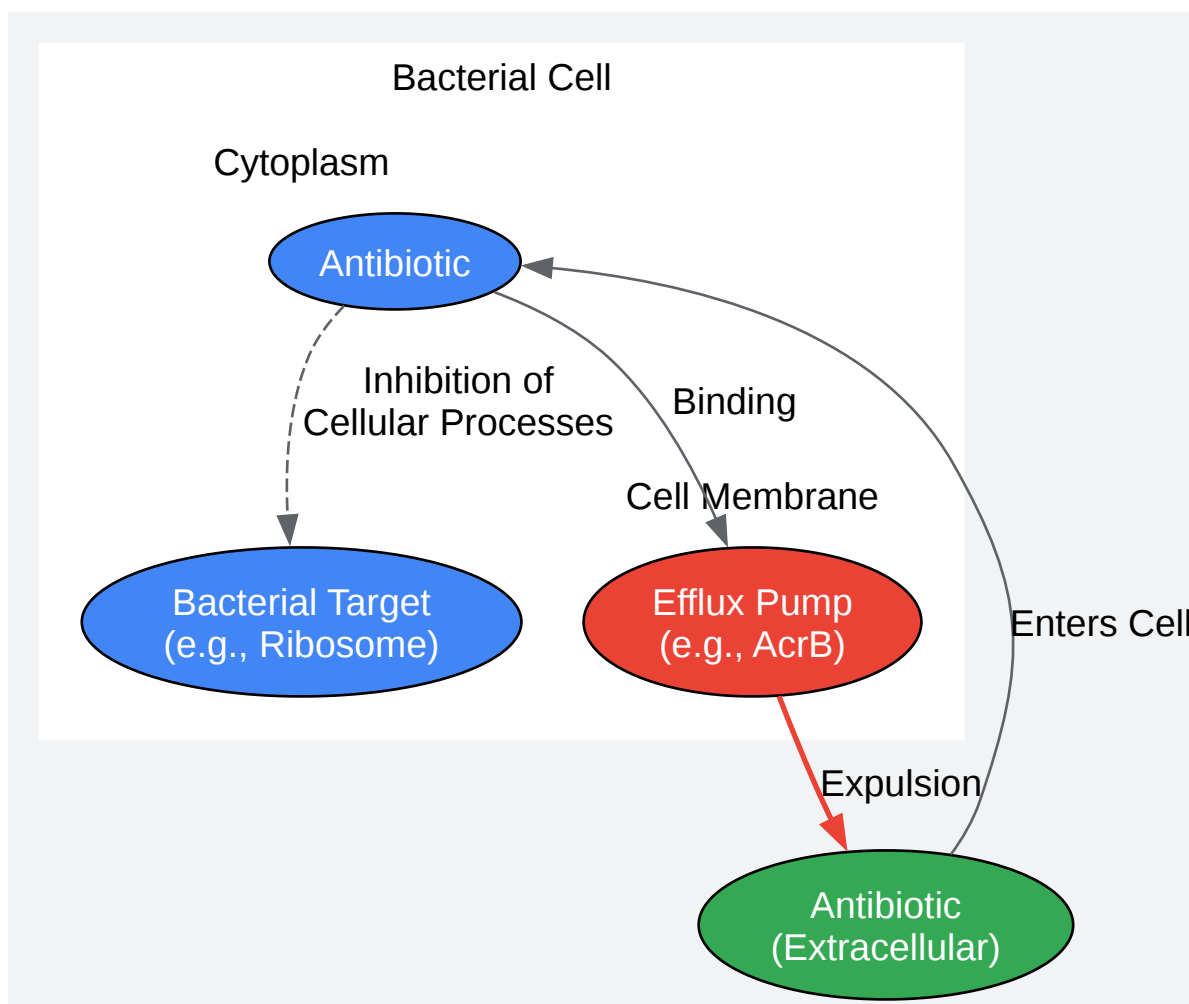 Bacterial Cell
Cytoplasm
Antibiotic
Inhibition of
Cellular Processes
Binding
Cell Membrane
Bacterial Target
(e.g., Ribosome)
Efflux Pump
(e.g., AcrB)
Enters Cell
Expulsion
Antibiotic
(Extracellular)